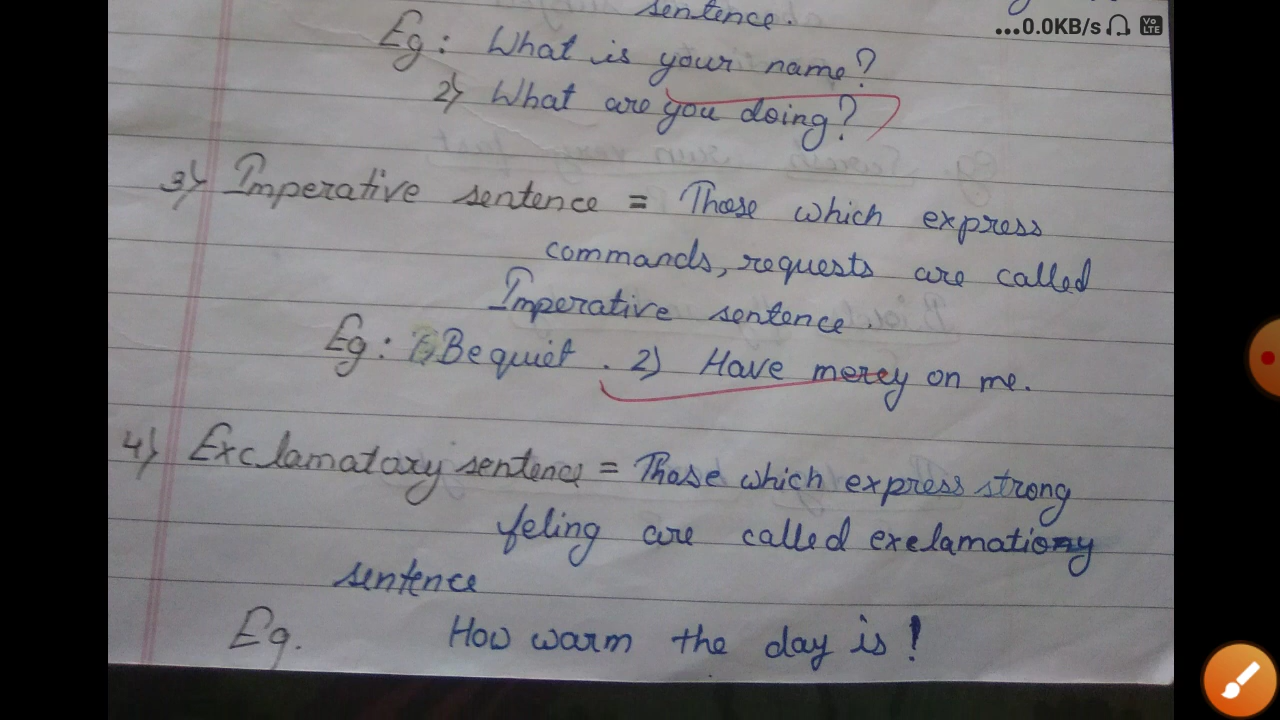 sentence.
...0.0KB/s Vo LTE
Eg: What is your name?
2) What are you doing?
3) Imperative sentence = Those which express
commands, requests are called
Imperative sentence.
Eg: Be quiet. 2) Have mercy on me.
4) Exclamatory sentence = Those which express strong
feling are called exclamationy
sentence
Eg. How warm the day is!